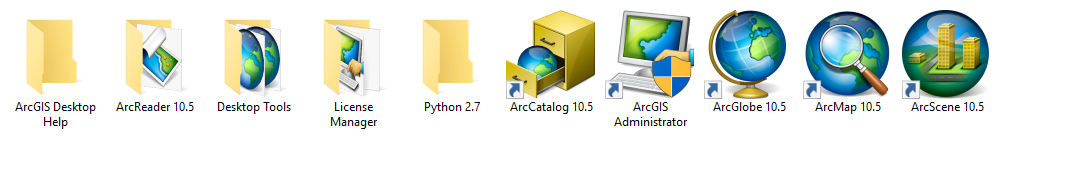 ArcGIS Desktop
Help
ArcReader 10.5
Desktop Tools
License
Manager
Python 2.7
ArcCatalog 10.5
ArcGIS
Administrator
ArcGlobe 10.5
ArcMap 10.5
ArcScene 10.5